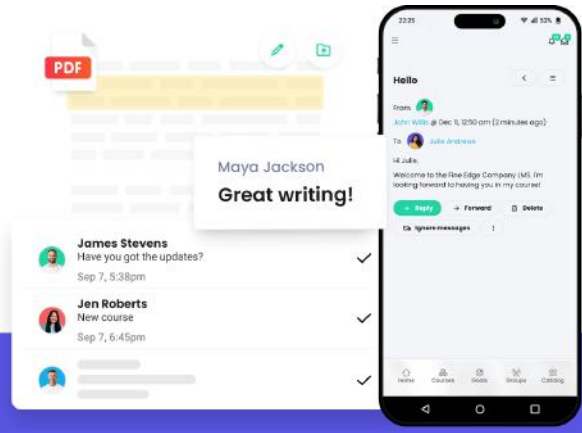 PDF
Maya Jackson
Great writing!
James Stevens
Have you got the updates?
Sep 7, 5:38pm
Jen Roberts
New course
Sep 7, 6:45pm
22:25
52%
Hello
From
John Willis @ Dec 11, 12:50 am (2 minutes ago)
To Julie Andrews
Hi Julie,
Welcome to the Fine Edge Company LMS. I'm
looking forward to having you in my course!
Reply Forward Delete
Ignore messages
Home Courses Goals Groups Catalog